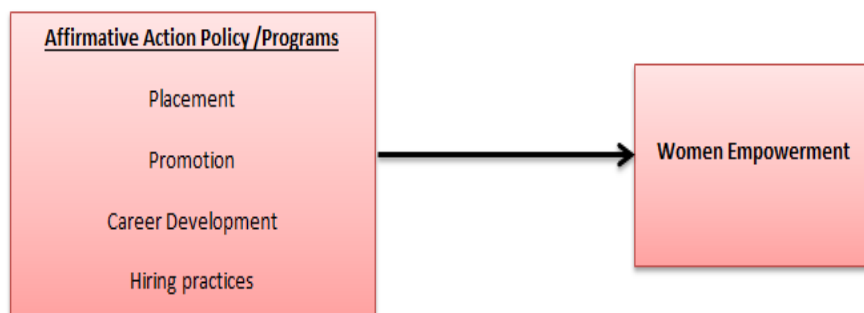 Affirmative Action Policy /Programs
Placement
Promotion
Career Development
Hiring practices
Women Empowerment